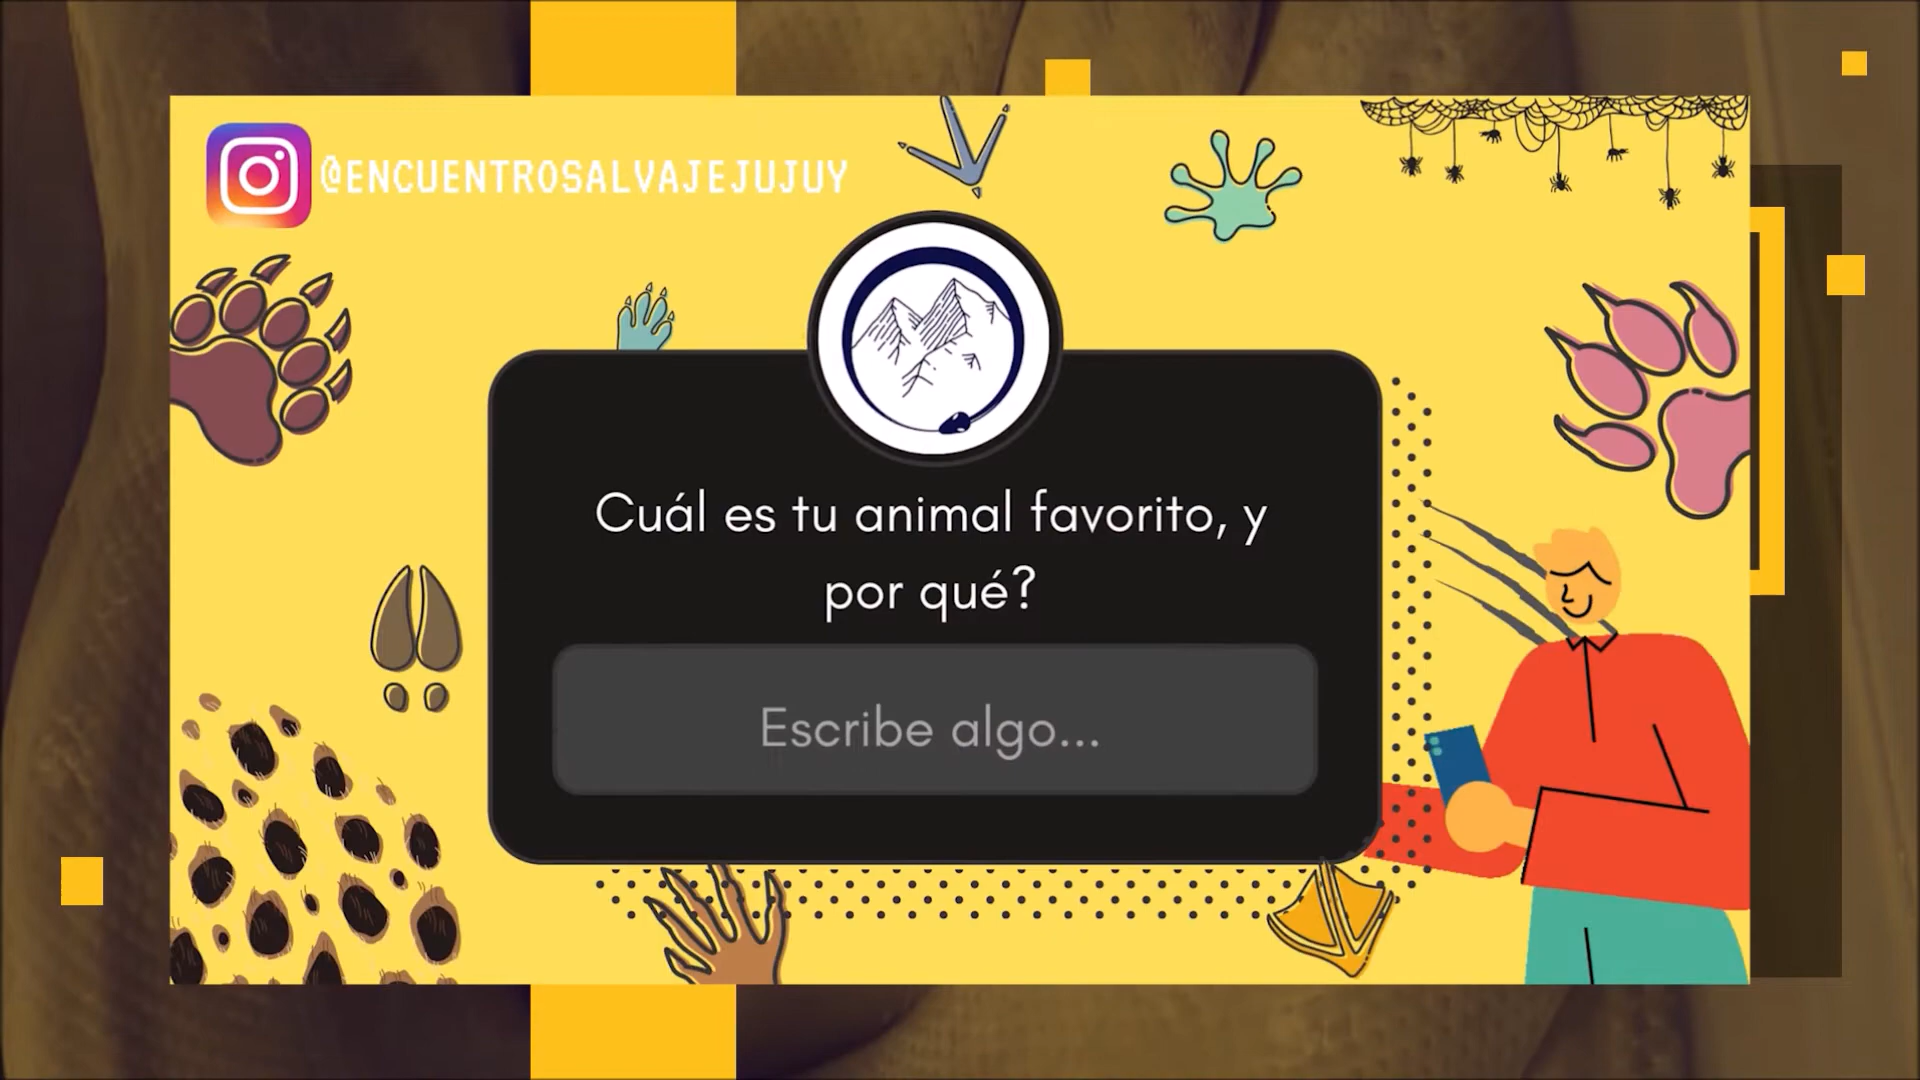 @ENCUENTROSALVAJEJUJUY
Cuál es tu animal favorito, y
por qué?
Escribe algo...